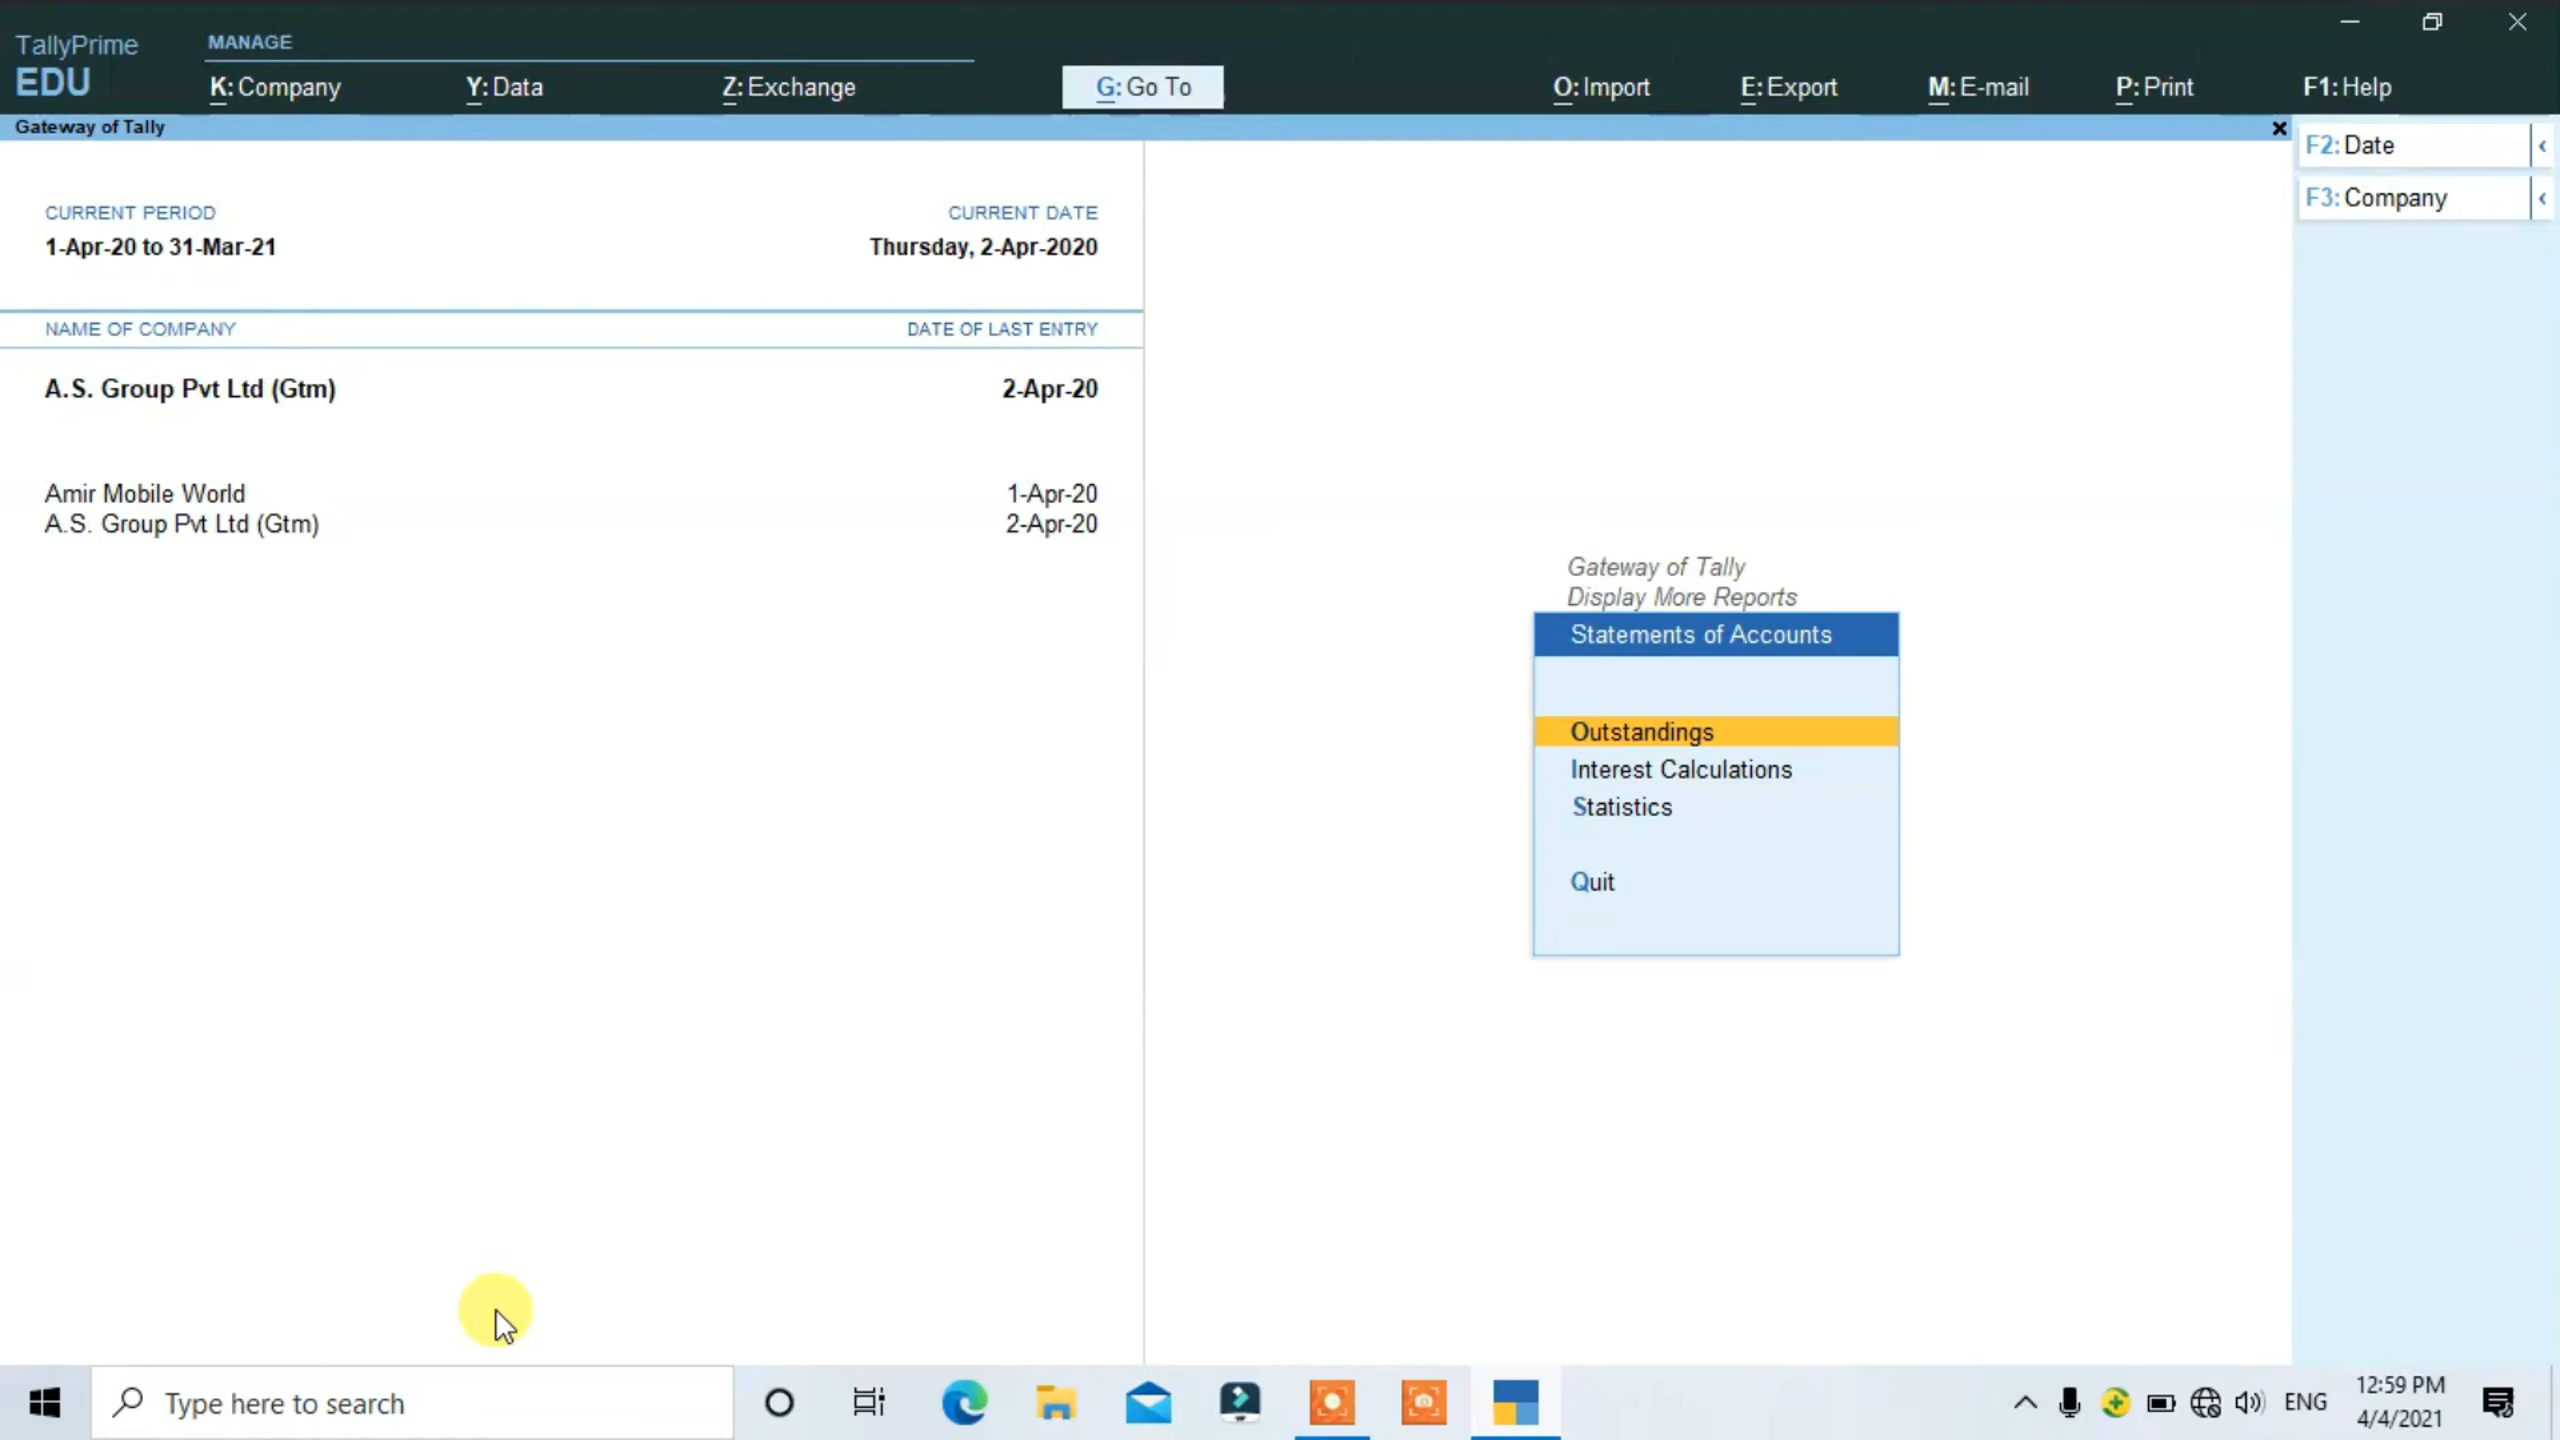 TallyPrime
EDU
MANAGE
K: Company
Y: Data
Z: Exchange
G: Go To
O: Import
E: Export
M: E-mail
P: Print
F1: Help
Gateway of Tally
F2: Date
F3: Company
CURRENT PERIOD
CURRENT DATE
1-Apr-20 to 31-Mar-21
Thursday, 2-Apr-2020
NAME OF COMPANY
DATE OF LAST ENTRY
A.S. Group Pvt Ltd (Gtm)
2-Apr-20
Amir Mobile World
1-Apr-20
A.S. Group Pvt Ltd (Gtm)
2-Apr-20
Gateway of Tally
Display More Reports
Statements of Accounts
Outstandings
Interest Calculations
Statistics
Quit
Type here to search
ENG
12:59 PM
4/4/2021